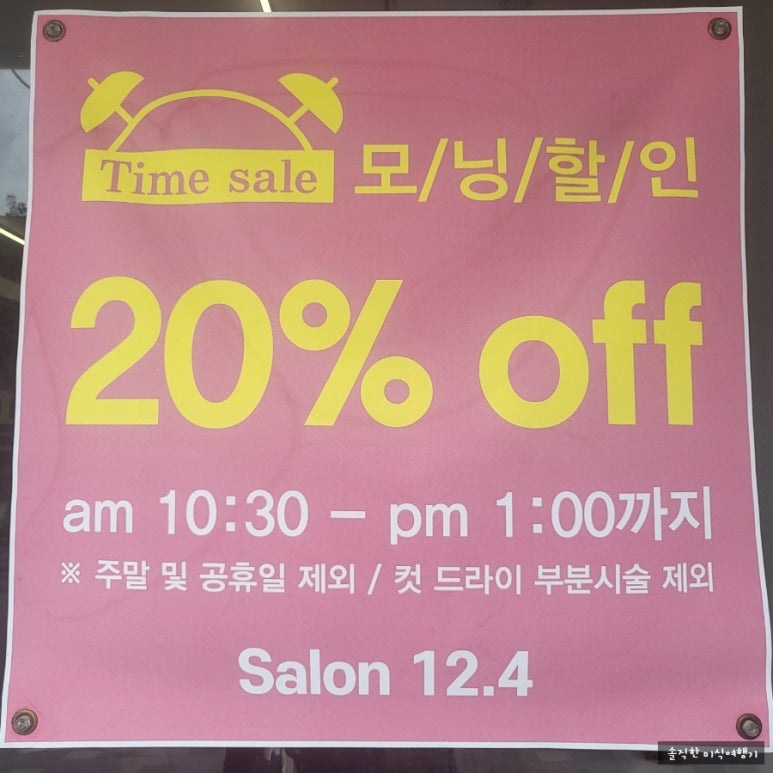 Time sale 모/닝/할/인
20% off
am 10:30 – pm 1:00까지
※ 주말 및 공휴일 제외 / 컷 드라이 부분시술 제외
Salon 12.4
솔직한 미식여행기